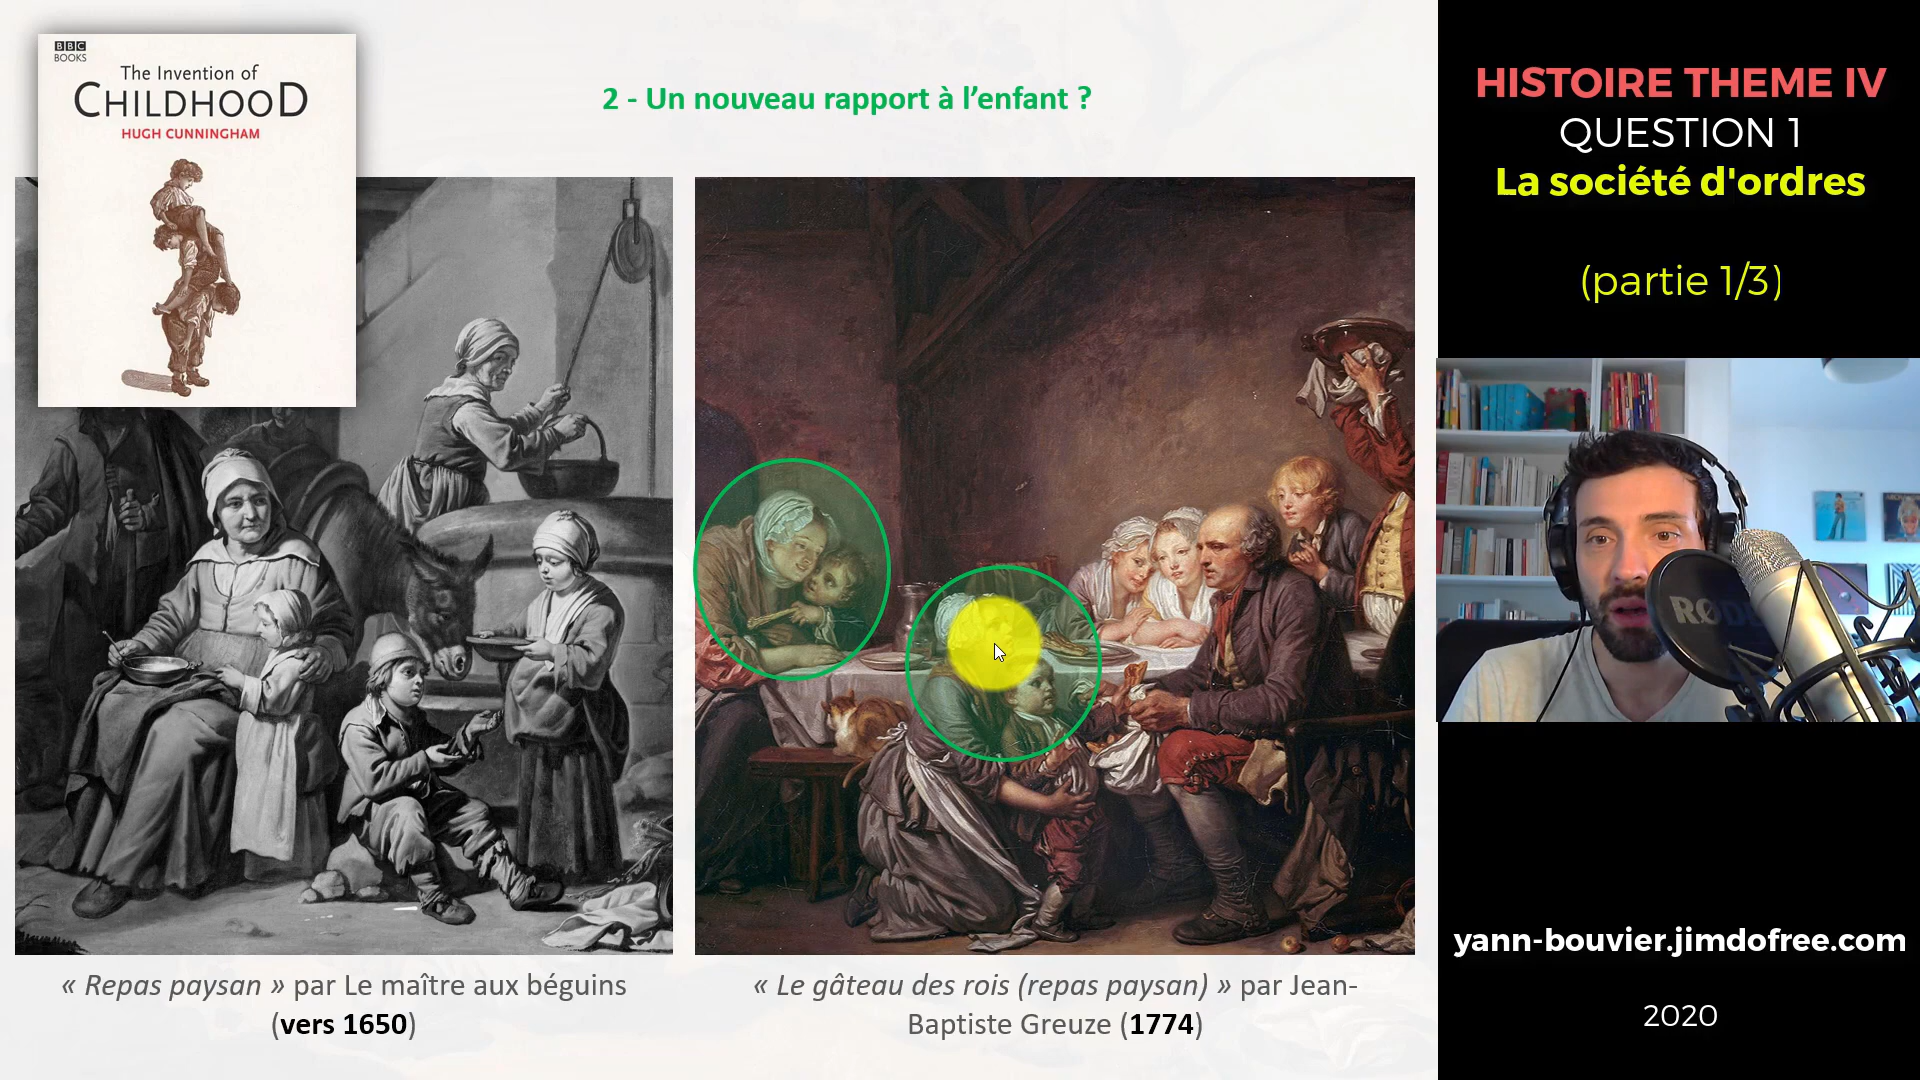 BBC
BOOKS
The Invention of
CHILDHOOD
HUGH CUNNINGHAM
2 - Un nouveau rapport à l’enfant ?
« Repas paysan » par Le maître aux béguins
(vers 1650)
« Le gâteau des rois (repas paysan) » par Jean-
Baptiste Greuze (1774)
HISTOIRE THEME IV
QUESTION 1
La société d'ordres
(partie 1/3)
RØDE
yann-bouvier.jimdofree.com
2020